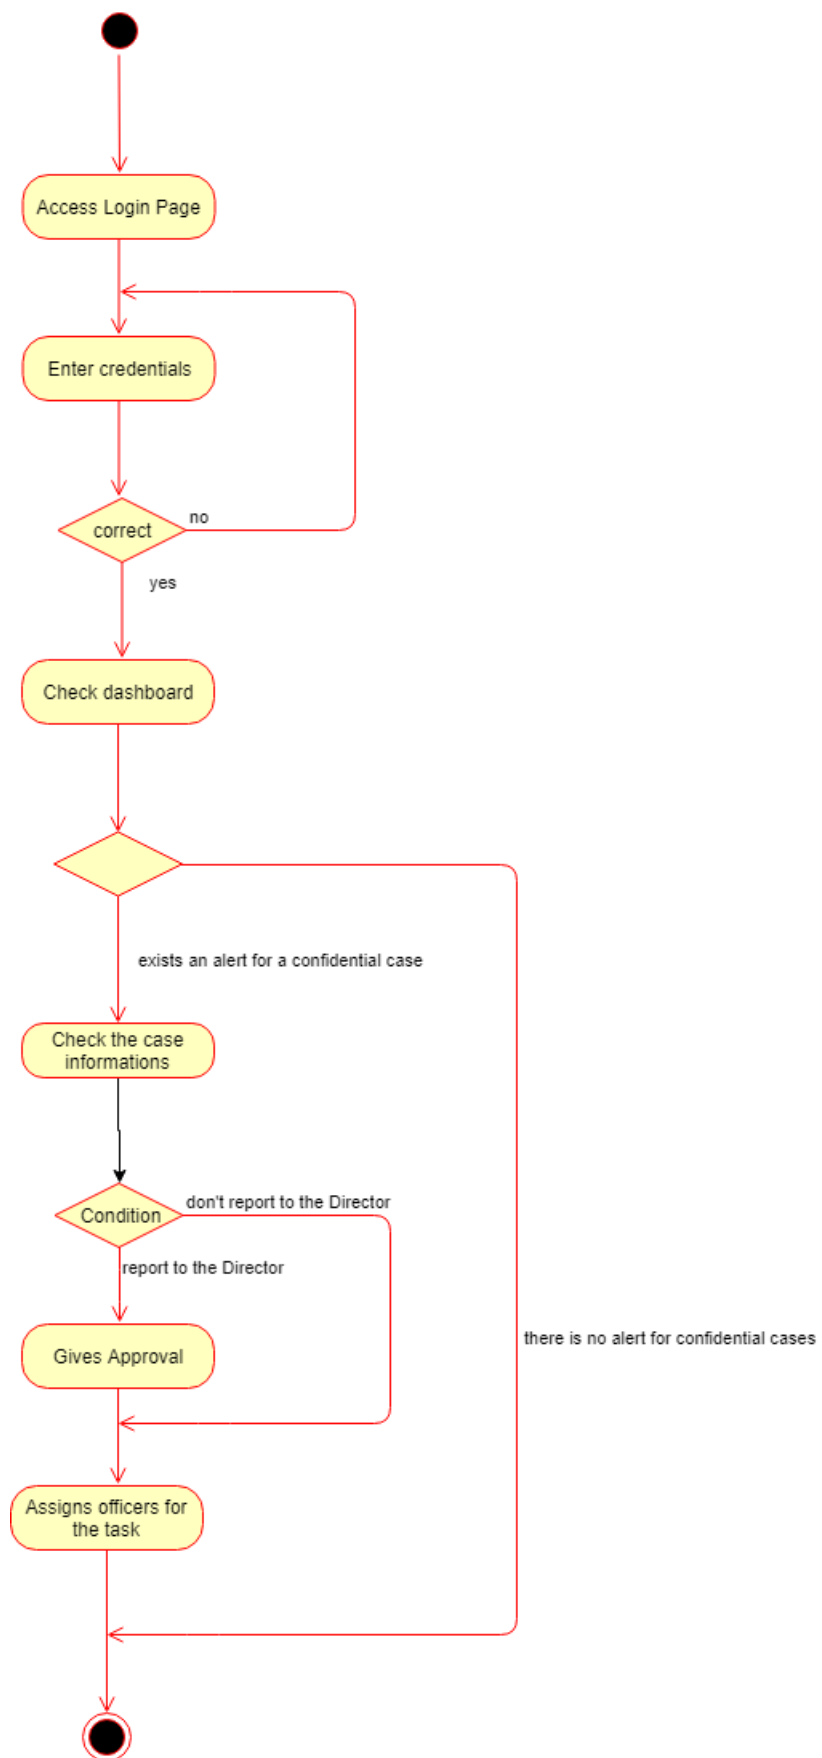 Access Login Page
Enter credentials
correct
no
yes
Check dashboard
exists an alert for a confidential case
Check the case
informations
don't report to the Director
Condition
report to the Director
there is no alert for confidential cases
Gives Approval
Assigns officers for
the task